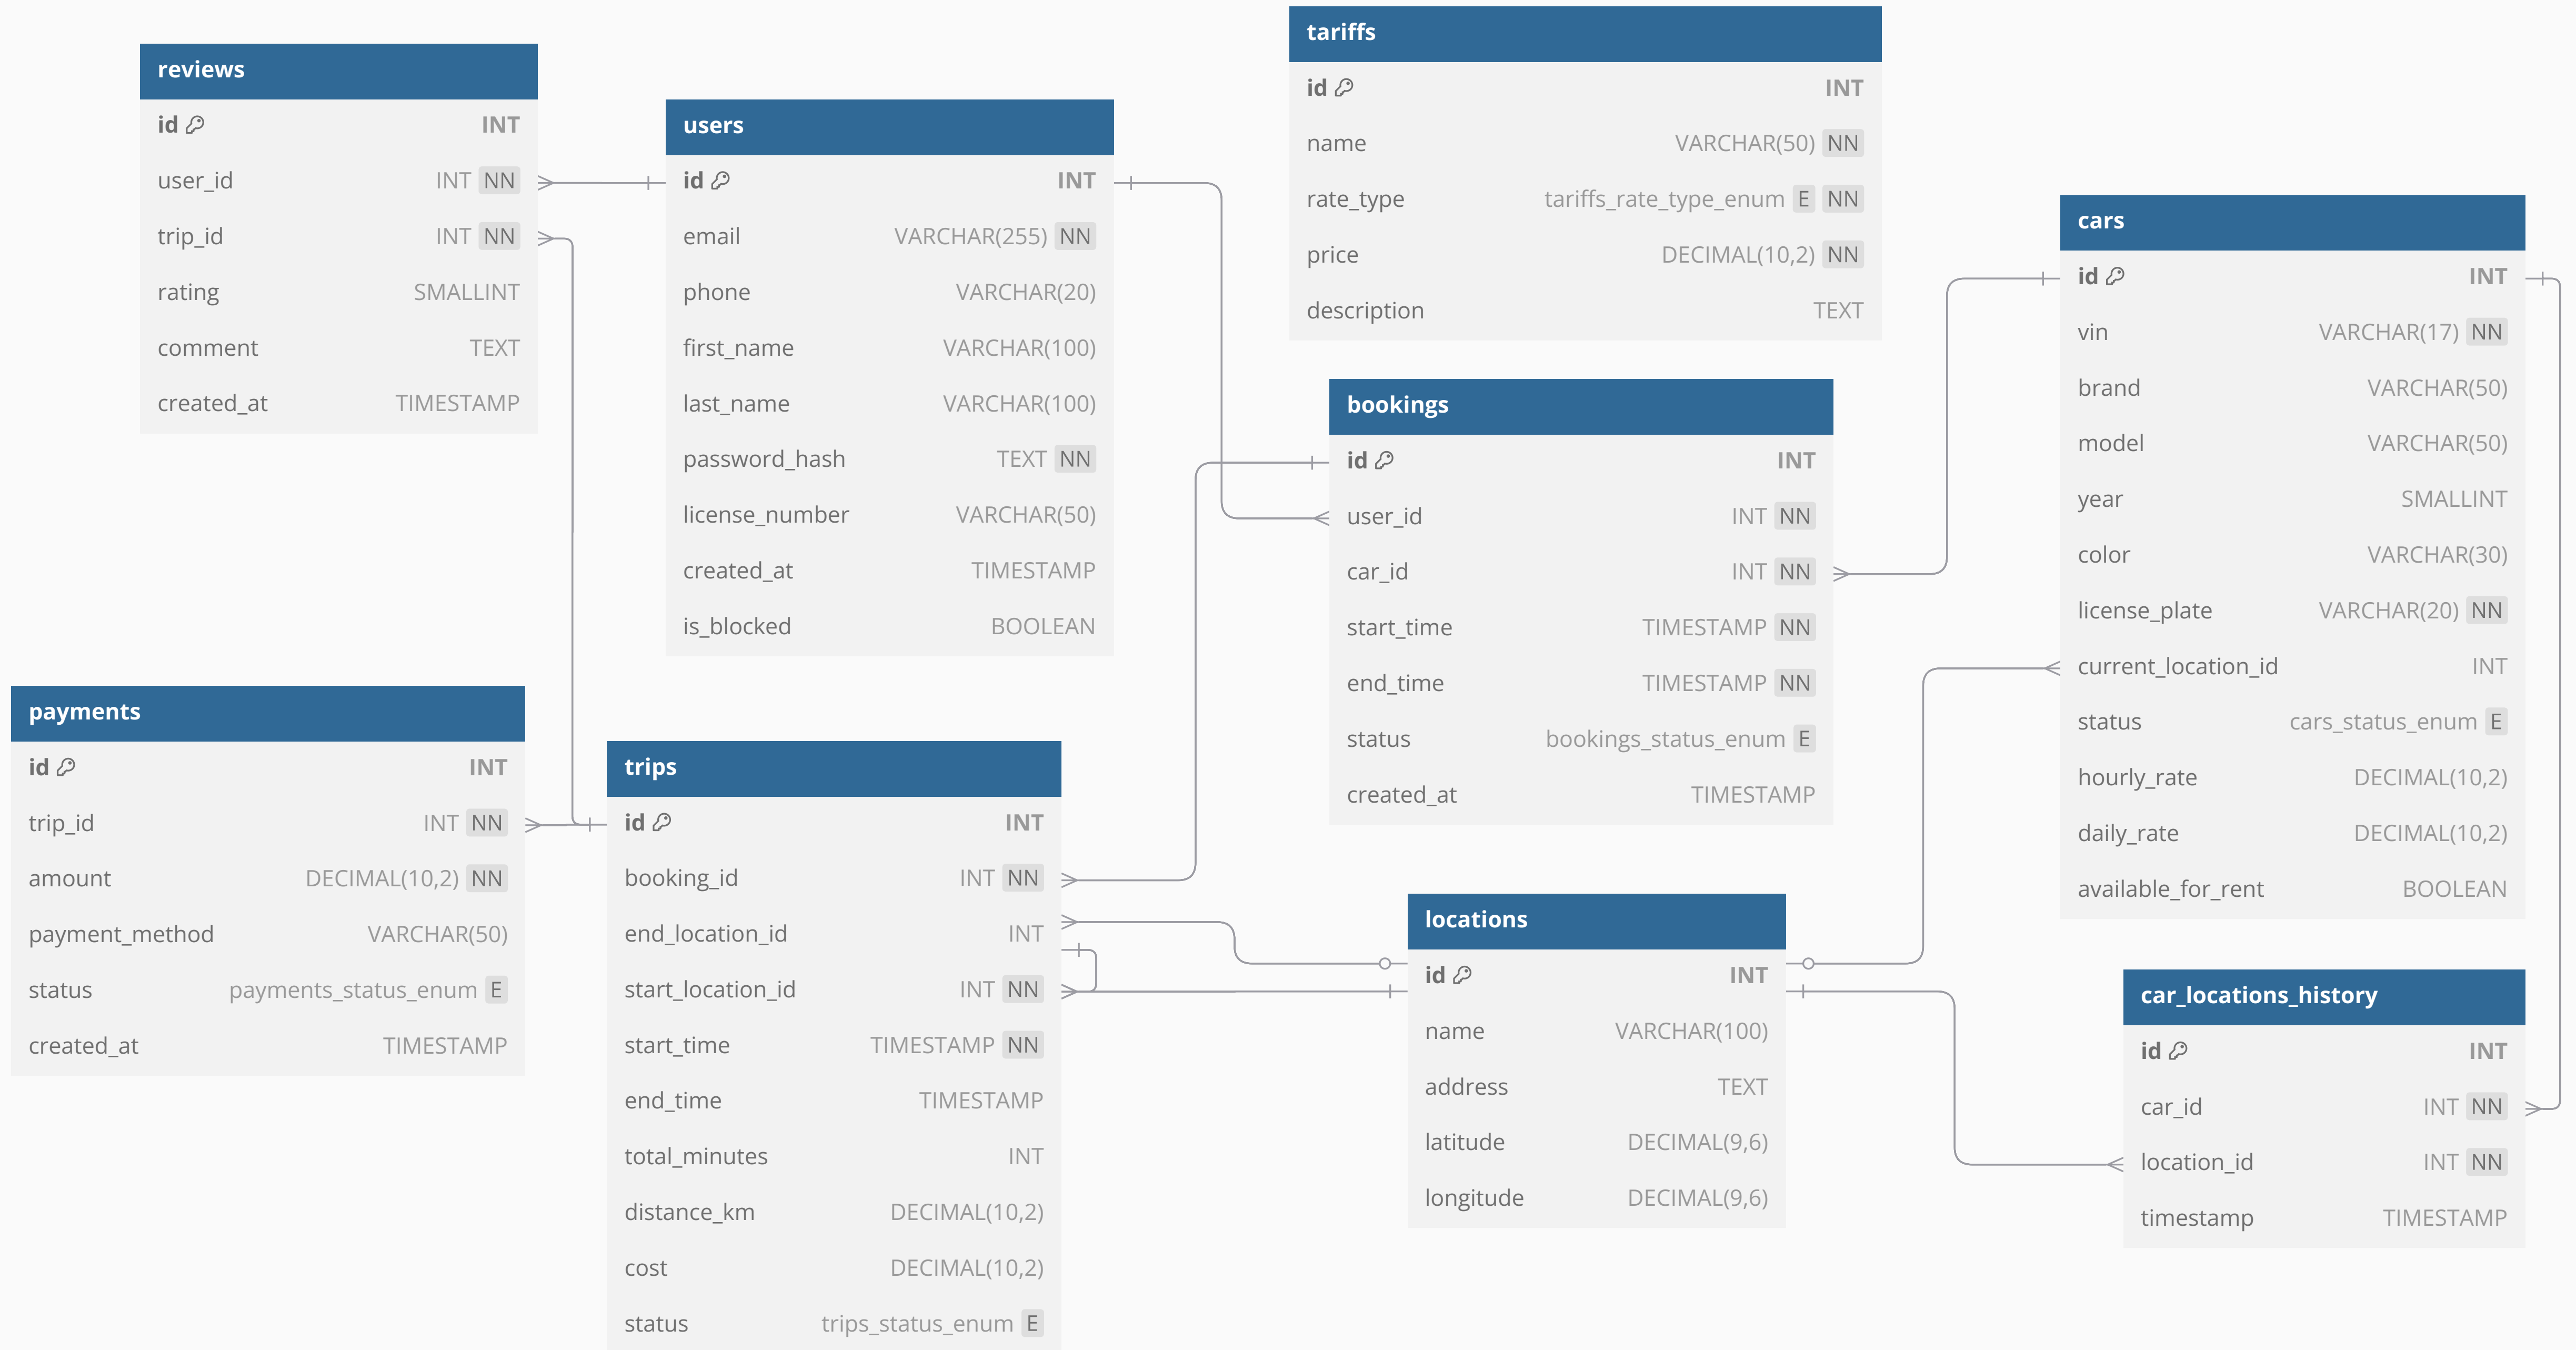 reviews
id INT
user_id INT NN
trip_id INT NN
rating SMALLINT
comment TEXT
created_at TIMESTAMP
users
id INT
email VARCHAR(255) NN
phone VARCHAR(20)
first_name VARCHAR(100)
last_name VARCHAR(100)
password_hash TEXT NN
license_number VARCHAR(50)
created_at TIMESTAMP
is_blocked BOOLEAN
tariffs
id INT
name VARCHAR(50) NN
rate_type tariffs_rate_type_enum E NN
price DECIMAL(10,2) NN
description TEXT
bookings
id INT
user_id INT NN
car_id INT NN
start_time TIMESTAMP NN
end_time TIMESTAMP NN
status bookings_status_enum E
created_at TIMESTAMP
cars
id INT
vin VARCHAR(17) NN
brand VARCHAR(50)
model VARCHAR(50)
year SMALLINT
color VARCHAR(30)
license_plate VARCHAR(20) NN
current_location_id INT
status cars_status_enum E
hourly_rate DECIMAL(10,2)
daily_rate DECIMAL(10,2)
available_for_rent BOOLEAN
payments
id INT
trip_id INT NN
amount DECIMAL(10,2) NN
payment_method VARCHAR(50)
status payments_status_enum E
created_at TIMESTAMP
trips
id INT
booking_id INT NN
end_location_id INT
start_location_id INT NN
start_time TIMESTAMP NN
end_time TIMESTAMP
total_minutes INT
distance_km DECIMAL(10,2)
cost DECIMAL(10,2)
status trips_status_enum E
locations
id INT
name VARCHAR(100)
address TEXT
latitude DECIMAL(9,6)
longitude DECIMAL(9,6)
car_locations_history
id INT
car_id INT NN
location_id INT NN
timestamp TIMESTAMP